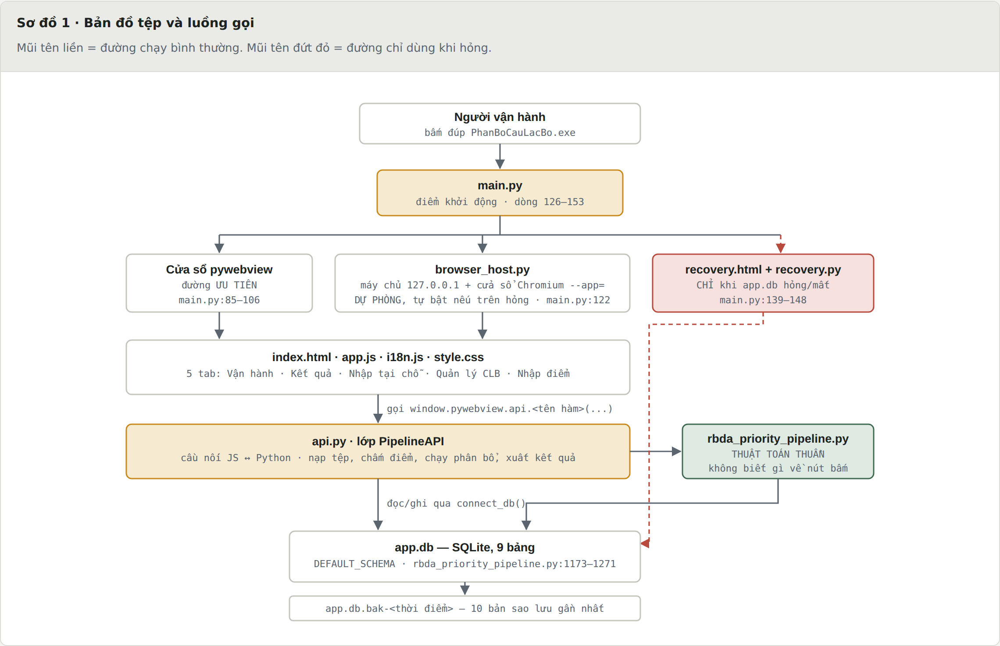 Sơ đồ 1 · Bản đồ tệp và luồng gọi
Mũi tên liền = đường chạy bình thường. Mũi tên đứt đỏ = đường chỉ dùng khi hỏng.
Người vận hành
bấm đúp PhanBoCauLacBo.exe
main.py
điểm khởi động · dòng 126–153
Cửa sổ pywebview
đường ƯU TIÊN
main.py:85–106
browser_host.py
máy chủ 127.0.0.1 + cửa sổ Chromium --app=
DỰ PHÒNG, tự bật nếu trên hỏng · main.py:122
recovery.html + recovery.py
CHỈ khi app.db hỏng/mất
main.py:139–148
index.html · app.js · i18n.js · style.css
5 tab: Vận hành · Kết quả · Nhập tại chỗ · Quản lý CLB · Nhập điểm
gọi window.pywebview.api.<tên hàm>(...)
api.py · lớp PipelineAPI
cầu nối JS ↔ Python · nạp tệp, chấm điểm, chạy phân bổ, xuất kết quả
rbda_priority_pipeline.py
THUẬT TOÁN THUẦN
không biết gì về nút bấm
đọc/ghi qua connect_db()
app.db — SQLite, 9 bảng
DEFAULT_SCHEMA · rbda_priority_pipeline.py:1173–1271
app.db.bak-<thời điểm> — 10 bản sao lưu gần nhất